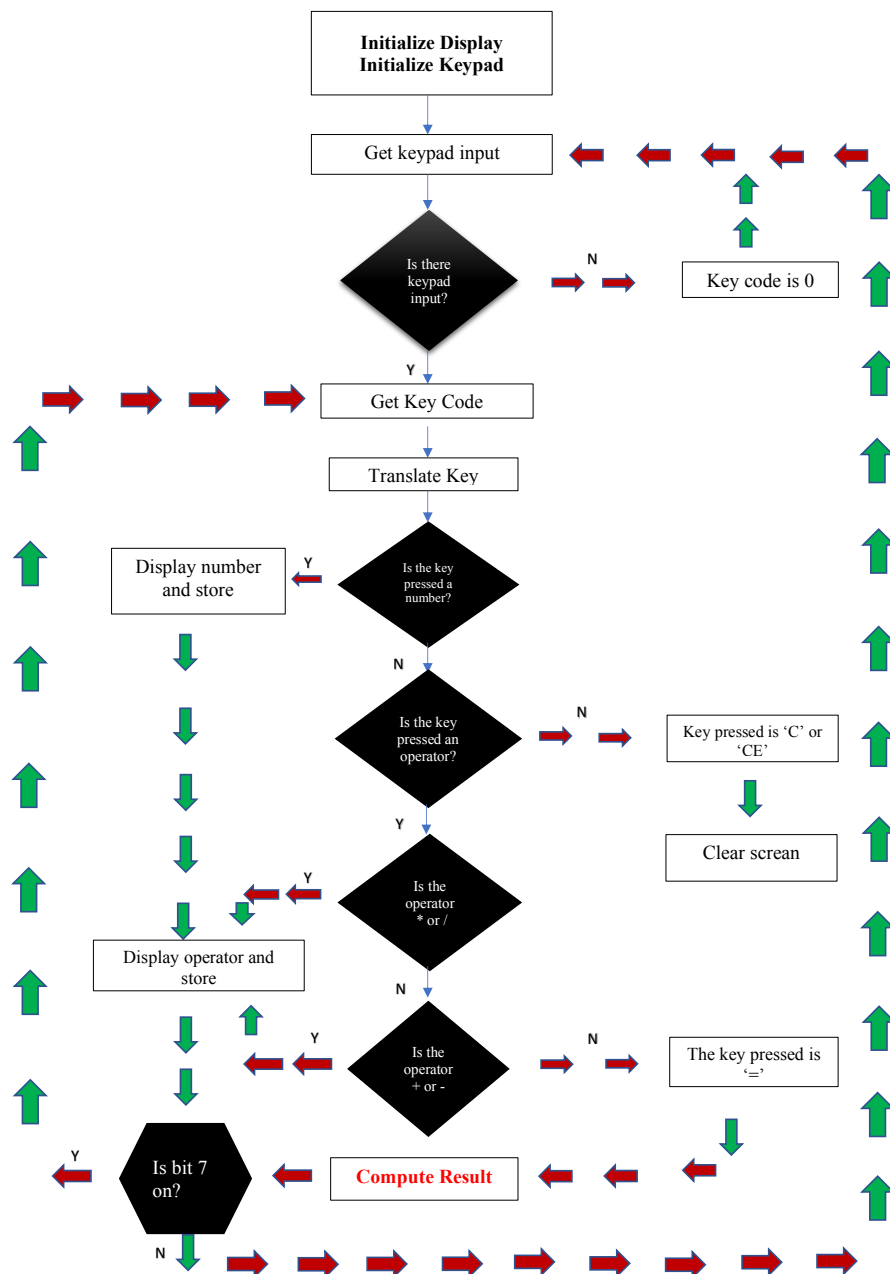 Initialize Display
Initialize Keypad
Get keypad input
Is there
keypad
input?
N
Key code is 0
Y
Get Key Code
Translate Key
Display number
and store
Y
Is the key
pressed a
number?
N
Is the key
pressed an
operator?
N
Key pressed is ‘C’ or
‘CE’
Y
Clear screan
Y
Is the
operator
* or /
Display operator and
store
N
Y
Is the
operator
+ or -
N
The key pressed is
‘=’
Y
Is bit 7
on?
Compute Result
N